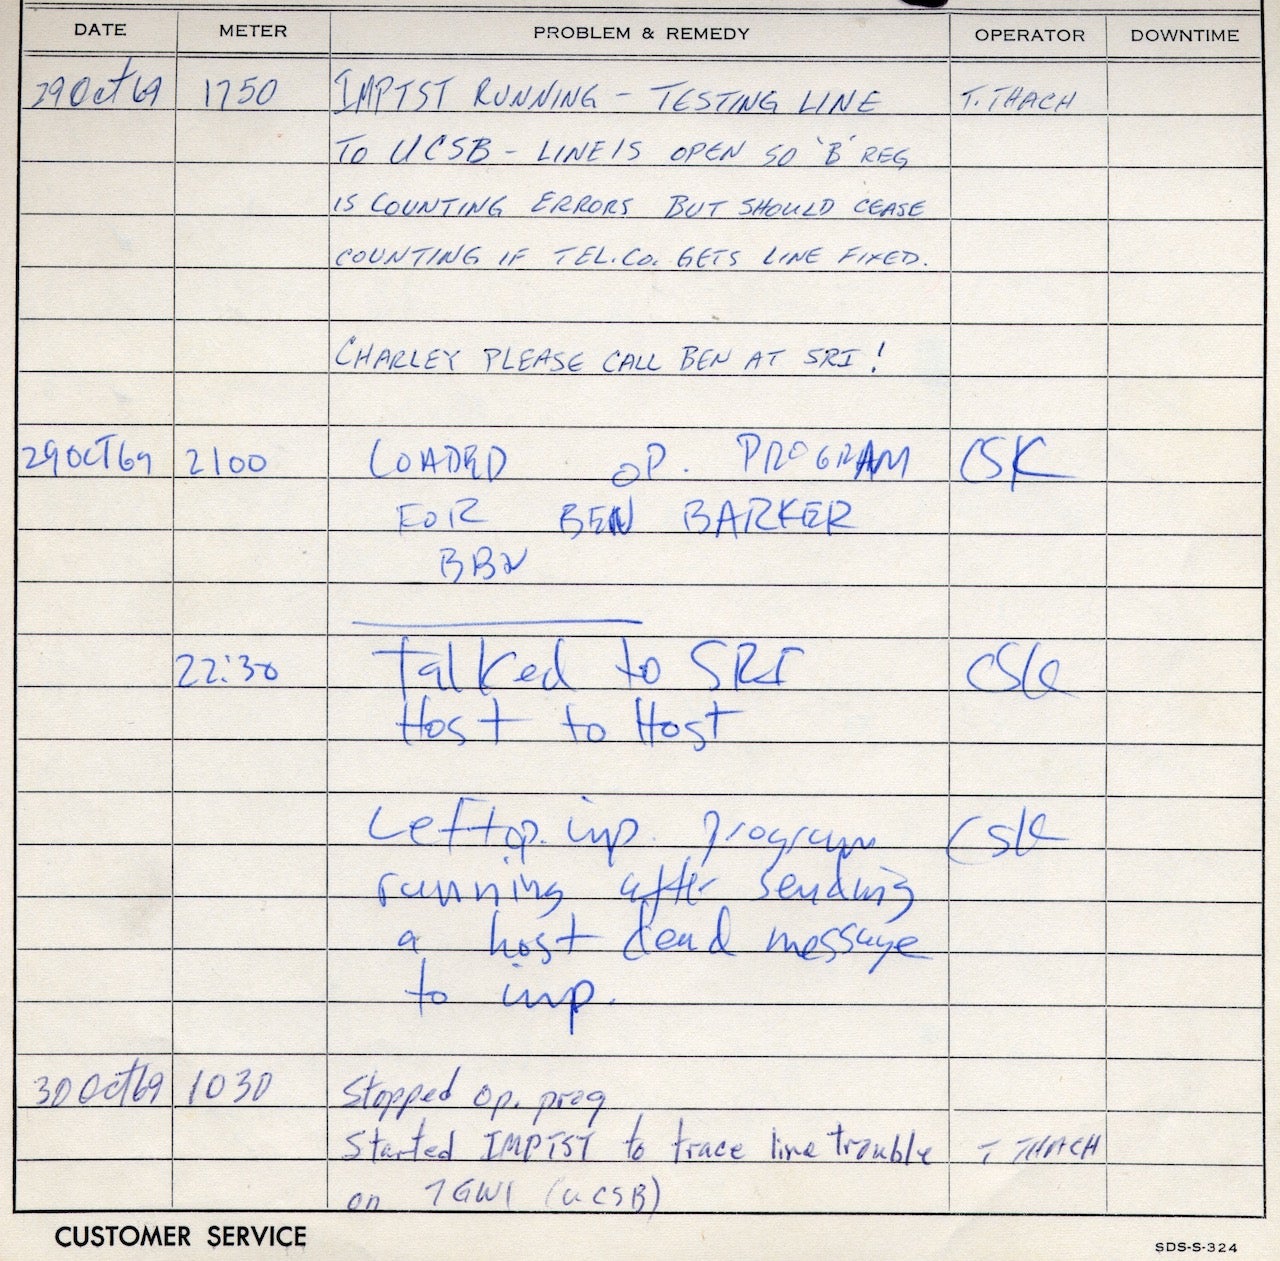 DATE METER PROBLEM & REMEDY OPERATOR DOWNTIME
29Oct69 1750 IMPTST RUNNING - TESTING LINE T. THACH
TO UCSB - LINE IS OPEN SO 'B' REG
IS COUNTING ERRORS BUT SHOULD CEASE
COUNTING IF TEL.CO. GETS LINE FIXED.
CHARLEY PLEASE CALL BEN AT SRI!
29OCT69 2100 LOADED OP. PROGRAM CSK
FOR BEN BARKER
BBN
22:30 Talked to SRI CSK
Host to Host
Left op. imp. program CSK
running after sending
a host dead message
to imp.
30Oct69 1030 Stopped op. prog
Started IMPTST to trace line trouble T THACH
on (UCSB)
CUSTOMER SERVICE
SDS-S-324